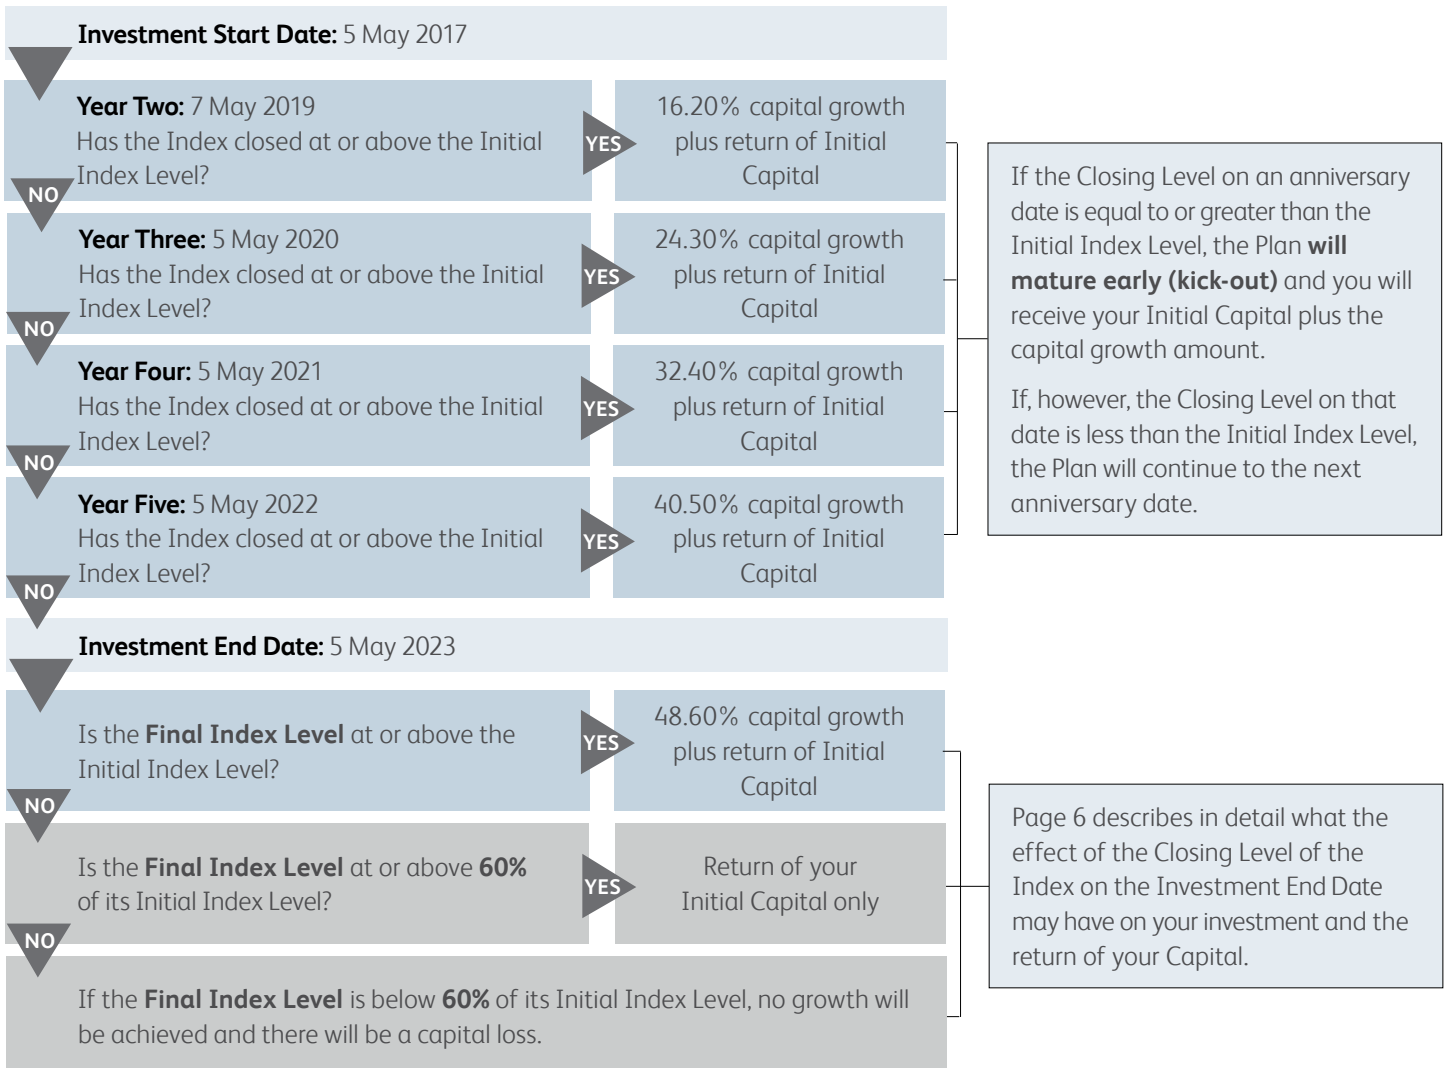 Investment Start Date: 5 May 2017
Year Two: 7 May 2019
Has the Index closed at or above the Initial
Index Level?
YES
16.20% capital growth
plus return of Initial
Capital
NO
Year Three: 5 May 2020
Has the Index closed at or above the Initial
Index Level?
YES
24.30% capital growth
plus return of Initial
Capital
NO
Year Four: 5 May 2021
Has the Index closed at or above the Initial
Index Level?
YES
32.40% capital growth
plus return of Initial
Capital
NO
Year Five: 5 May 2022
Has the Index closed at or above the Initial
Index Level?
YES
40.50% capital growth
plus return of Initial
Capital
NO
If the Closing Level on an anniversary
date is equal to or greater than the
Initial Index Level, the Plan will
mature early (kick-out) and you will
receive your Initial Capital plus the
capital growth amount.
If, however, the Closing Level on that
date is less than the Initial Index Level,
the Plan will continue to the next
anniversary date.
Investment End Date: 5 May 2023
Is the Final Index Level at or above the
Initial Index Level?
YES
48.60% capital growth
plus return of Initial
Capital
NO
Is the Final Index Level at or above 60%
of its Initial Index Level?
YES
Return of your
Initial Capital only
NO
If the Final Index Level is below 60% of its Initial Index Level, no growth will
be achieved and there will be a capital loss.
Page 6 describes in detail what the
effect of the Closing Level of the
Index on the Investment End Date
may have on your investment and the
return of your Capital.